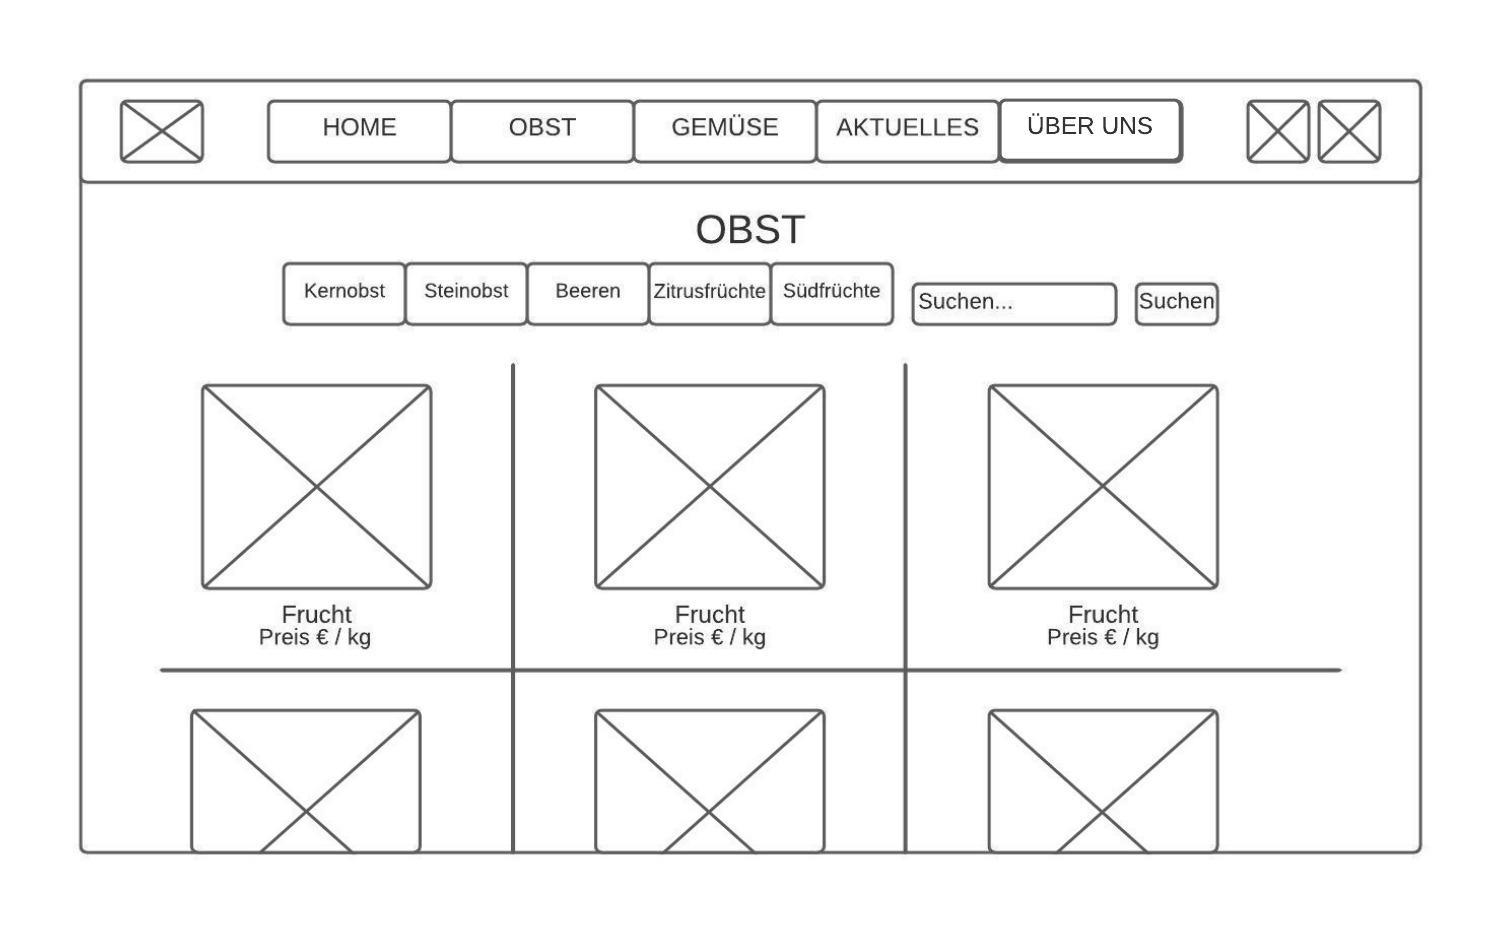 HOME OBST GEMÜSE AKTUELLES ÜBER UNS
OBST
Kernobst Steinobst Beeren Zitrusfrüchte Südfrüchte Suchen... Suchen
Frucht Frucht Frucht
Preis € / kg Preis € / kg Preis € / kg